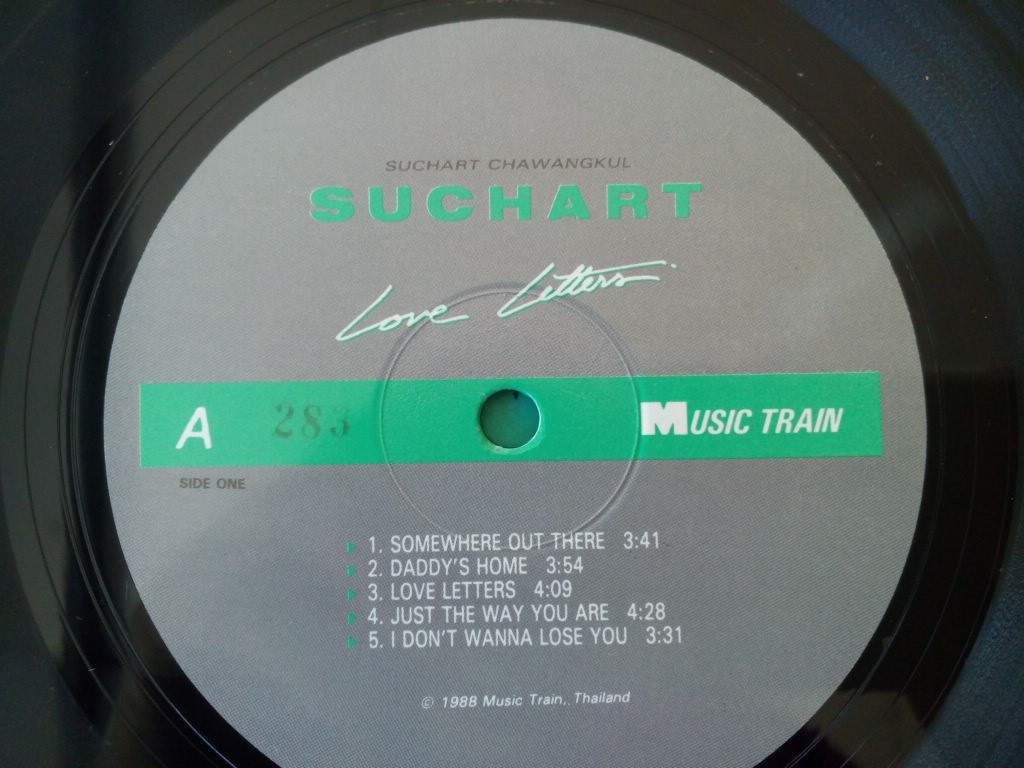 SUCHART CHAWANGKUL
SUCHART
Love Letters
A 283 MUSIC TRAIN
SIDE ONE
1. SOMEWHERE OUT THERE 3:41
2. DADDY'S HOME 3:54
3. LOVE LETTERS 4:09
4. JUST THE WAY YOU ARE 4:28
5. I DON'T WANNA LOSE YOU 3:31
© 1988 Music Train,. Thailand